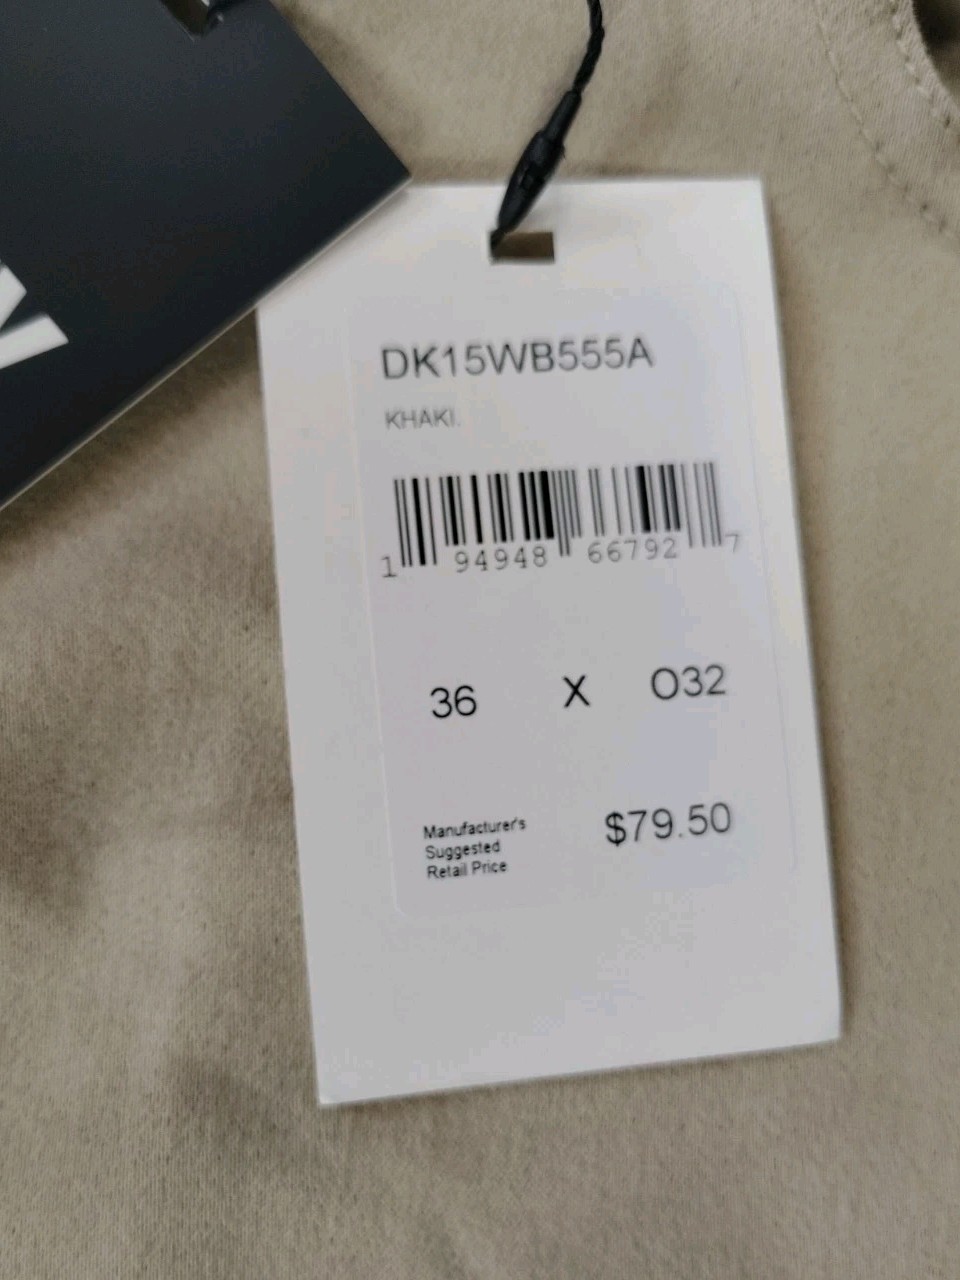 DK15WB555A
KHAKI.
1 94948 66792 7
36 X O32
Manufacturer's
Suggested
Retail Price
$79.50